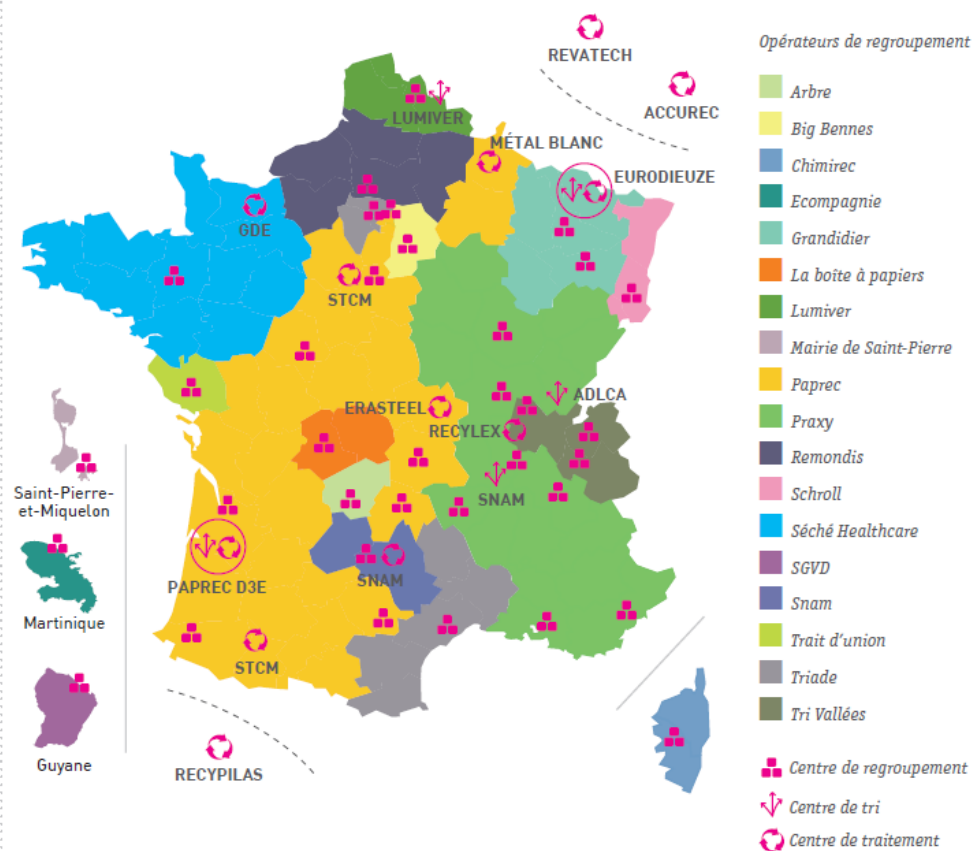 REVATECH
ACCUREC
LUMIVER
MÉTAL BLANC
EURODIEUZE
GDE
STCM
ADLCA
ERASTEEL
RECYLEX
SNAM
Saint-Pierre-
et-Miquelon
PAPREC D3E
SNAM
Martinique
STCM
Guyane
RECYPILAS
Opérateurs de regroupement
Arbre
Big Bennes
Chimirec
Ecompagnie
Grandidier
La boîte à papiers
Lumiver
Mairie de Saint-Pierre
Paprec
Praxy
Remondis
Schroll
Séché Healthcare
SGVD
Snam
Trait d'union
Triade
Tri Vallées
Centre de regroupement
Centre de tri
Centre de traitement